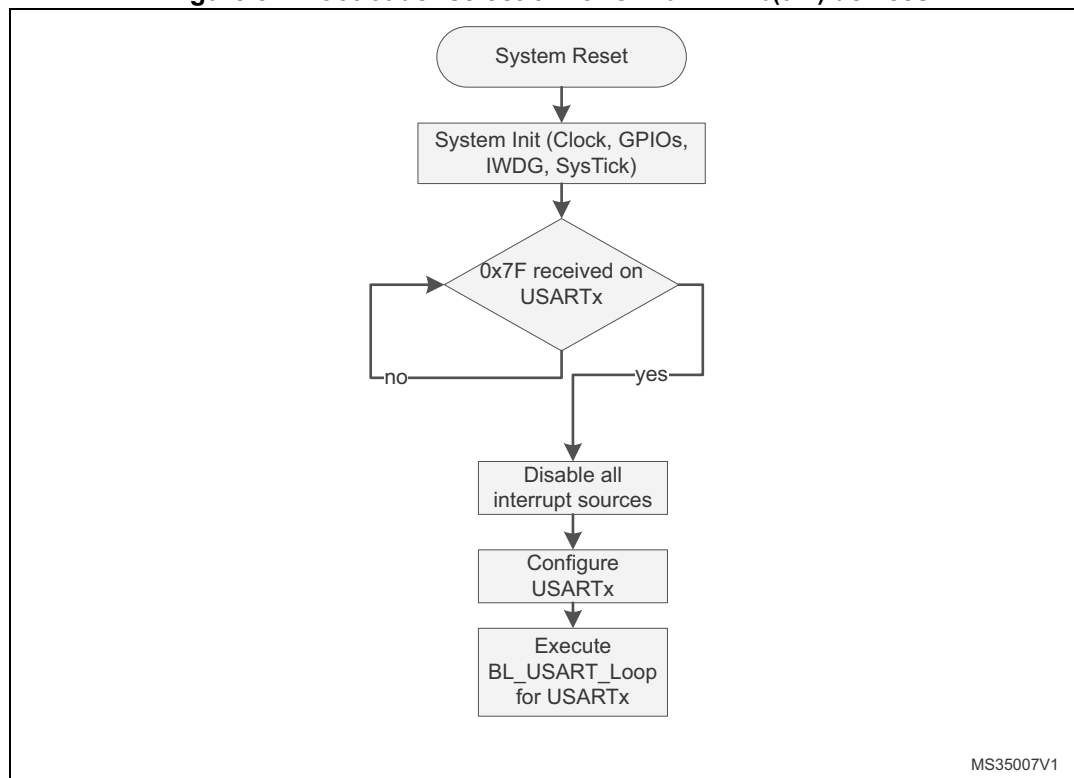 System Reset
System Init (Clock, GPIOs,
IWDG, SysTick)
0x7F received on
USARTx
no
yes
Disable all
interrupt sources
Configure
USARTx
Execute
BL_USART_Loop
for USARTx
MS35007V1